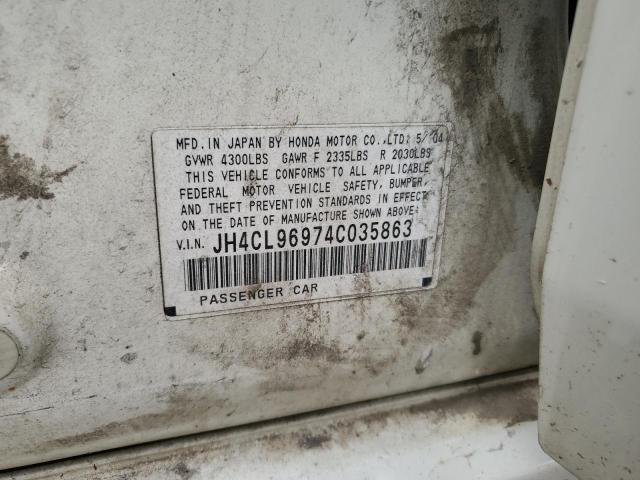 MFD. IN JAPAN BY HONDA MOTOR CO., LTD. 5/04
GVWR 4300LBS GAWR F 2335LBS R 2030LBS
THIS VEHICLE CONFORMS TO ALL APPLICABLE
FEDERAL MOTOR VEHICLE SAFETY, BUMPER,
AND THEFT PREVENTION STANDARDS IN EFFECT
ON THE DATE OF MANUFACTURE SHOWN ABOVE.
V.I.N. JH4CL96974C035863
PASSENGER CAR